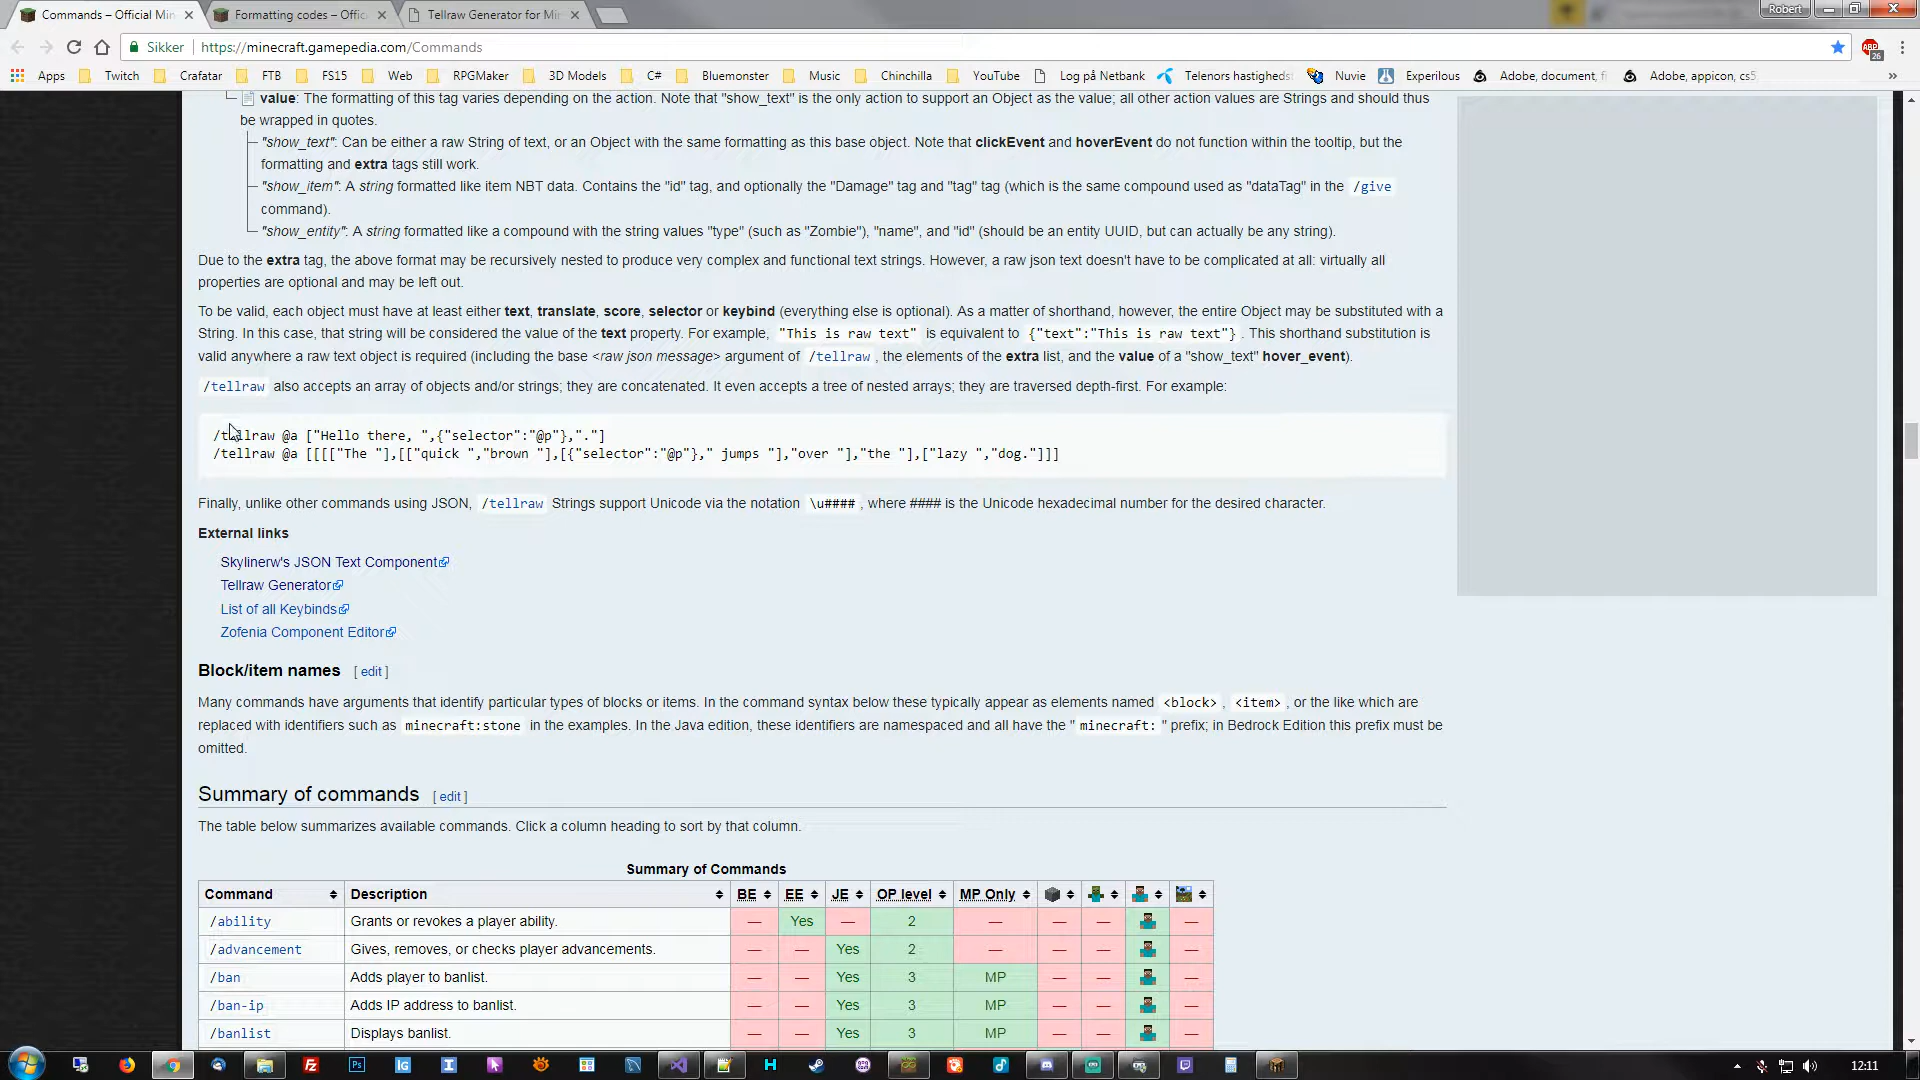 Commands – Official Min
Formatting codes – Offic
Tellraw Generator for Min
Robert
Sikker
https://minecraft.gamepedia.com/Commands
26
Apps
Twitch
Crafatar
FTB
FS15
Web
RPGMaker
3D Models
C#
Bluemonster
Music
Chinchilla
YouTube
Log på Netbank
Telenors hastigheds
Nuvie
Experilous
Adobe, document, fi
Adobe, appicon, cs5
»
value: The formatting of this tag varies depending on the action. Note that "show_text" is the only action to support an Object as the value; all other action values are Strings and should thus
be wrapped in quotes.
"show_text": Can be either a raw String of text, or an Object with the same formatting as this base object. Note that clickEvent and hoverEvent do not function within the tooltip, but the
formatting and extra tags still work.
"show_item": A string formatted like item NBT data. Contains the "id" tag, and optionally the "Damage" tag and "tag" tag (which is the same compound used as "dataTag" in the /give
command).
"show_entity": A string formatted like a compound with the string values "type" (such as "Zombie"), "name", and "id" (should be an entity UUID, but can actually be any string).
Due to the extra tag, the above format may be recursively nested to produce very complex and functional text strings. However, a raw json text doesn't have to be complicated at all: virtually all
properties are optional and may be left out.
To be valid, each object must have at least either text, translate, score, selector or keybind (everything else is optional). As a matter of shorthand, however, the entire Object may be substituted with a
String. In this case, that string will be considered the value of the text property. For example, "This is raw text" is equivalent to {"text":"This is raw text"}. This shorthand substitution is
valid anywhere a raw text object is required (including the base <raw json message> argument of /tellraw, the elements of the extra list, and the value of a "show_text" hover_event).
/tellraw also accepts an array of objects and/or strings; they are concatenated. It even accepts a tree of nested arrays; they are traversed depth-first. For example:
/tellraw @a ["Hello there, ",{"selector":"@p"},"."]
/tellraw @a [[[["The "],[["quick ","brown "],[{"selector":"@p"}," jumps "],"over "],"the "],["lazy ","dog."]]]
Finally, unlike other commands using JSON, /tellraw Strings support Unicode via the notation \u####, where #### is the Unicode hexadecimal number for the desired character.
External links
Skylinerw's JSON Text Component
Tellraw Generator
List of all Keybinds
Zofenia Component Editor
Block/item names [ edit ]
Many commands have arguments that identify particular types of blocks or items. In the command syntax below these typically appear as elements named <block>, <item>, or the like which are
replaced with identifiers such as minecraft:stone in the examples. In the Java edition, these identifiers are namespaced and all have the " minecraft: " prefix; in Bedrock Edition this prefix must be
omitted.
Summary of commands [ edit ]
The table below summarizes available commands. Click a column heading to sort by that column.
Summary of Commands
Command Description BE EE JE OP level MP Only
/ability Grants or revokes a player ability. — Yes — 2 — — — —
/advancement Gives, removes, or checks player advancements. — — Yes 2 — — — —
/ban Adds player to banlist. — — Yes 3 MP — — —
/ban-ip Adds IP address to banlist. — — Yes 3 MP — — —
/banlist Displays banlist. — — Yes 3 MP — — —
12:11